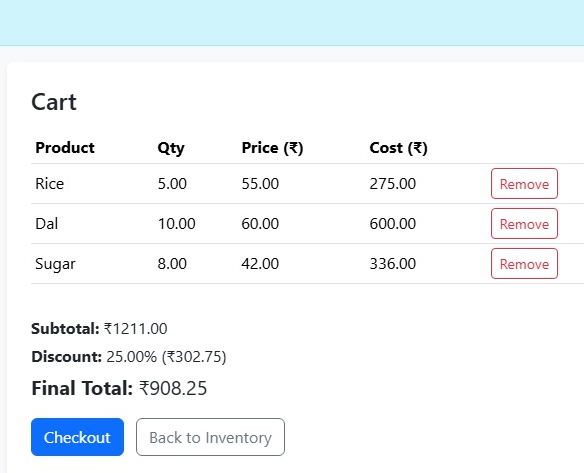 Cart
Product Qty Price (₹) Cost (₹)
Rice 5.00 55.00 275.00 Remove
Dal 10.00 60.00 600.00 Remove
Sugar 8.00 42.00 336.00 Remove
Subtotal: ₹1211.00
Discount: 25.00% (₹302.75)
Final Total: ₹908.25
Checkout Back to Inventory